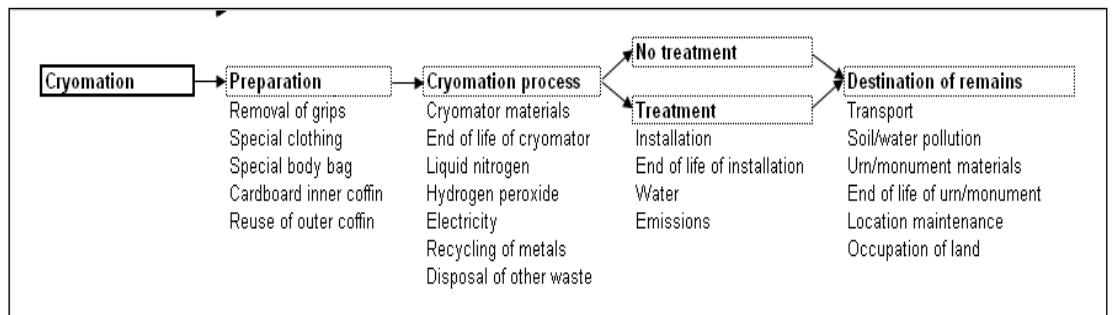 Cryomation
Preparation
Removal of grips
Special clothing
Special body bag
Cardboard inner coffin
Reuse of outer coffin
Cryomation process
Cryomator materials
End of life of cryomator
Liquid nitrogen
Hydrogen peroxide
Electricity
Recycling of metals
Disposal of other waste
No treatment
Treatment
Installation
End of life of installation
Water
Emissions
Destination of remains
Transport
Soil/water pollution
Urn/monument materials
End of life of urn/monument
Location maintenance
Occupation of land